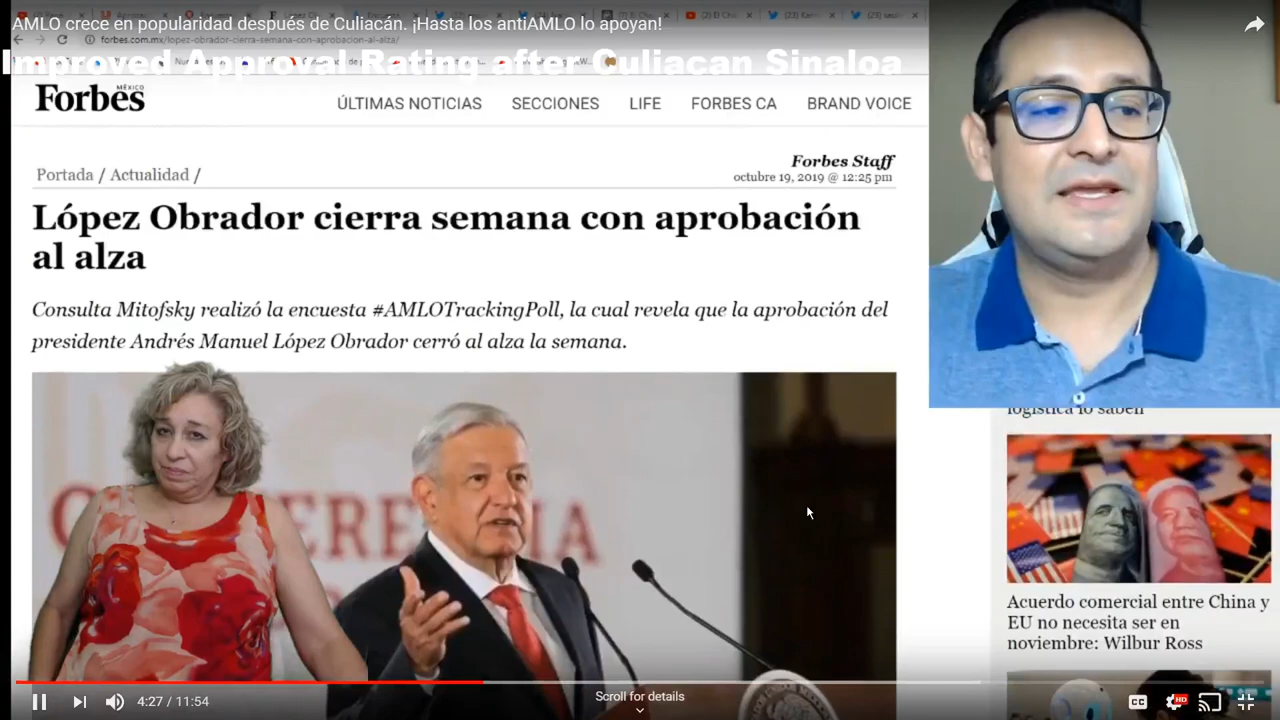 AMLO crece en popularidad después de Culiacán. ¡Hasta los antiAMLO lo apoyan!
forbes.com.mx/lopez-obrador-cierra-semana-con-aprobacion-al-alza/
Improved Approval Rating after Culiacan Sinaloa
Forbes
MÉXICO
ÚLTIMAS NOTICIAS SECCIONES LIFE FORBES CA BRAND VOICE
Portada / Actualidad /
Forbes Staff
octubre 19, 2019 @ 12:25 pm
López Obrador cierra semana con aprobación
al alza
Consulta Mitofsky realizó la encuesta #AMLOTrackingPoll, la cual revela que la aprobación del
presidente Andrés Manuel López Obrador cerró al alza la semana.
logística lo saben
Acuerdo comercial entre China y
EU no necesita ser en
noviembre: Wilbur Ross
4:27 / 11:54
Scroll for details
CC
HD